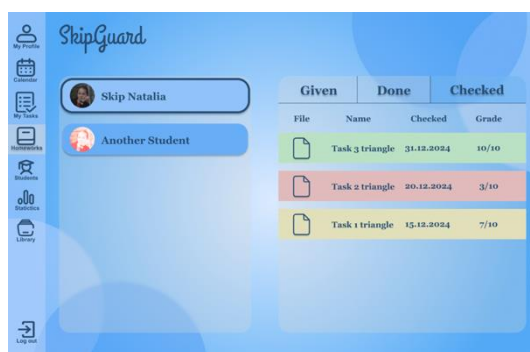 SkipGuard
My Profile
Calendar
My Tasks
Homeworks
Students
Statistics
Library
Log out
Skip Natalia
Another Student
Given Done Checked
File Name Checked Grade
Task 3 triangle 31.12.2024 10/10
Task 2 triangle 20.12.2024 3/10
Task 1 triangle 15.12.2024 7/10